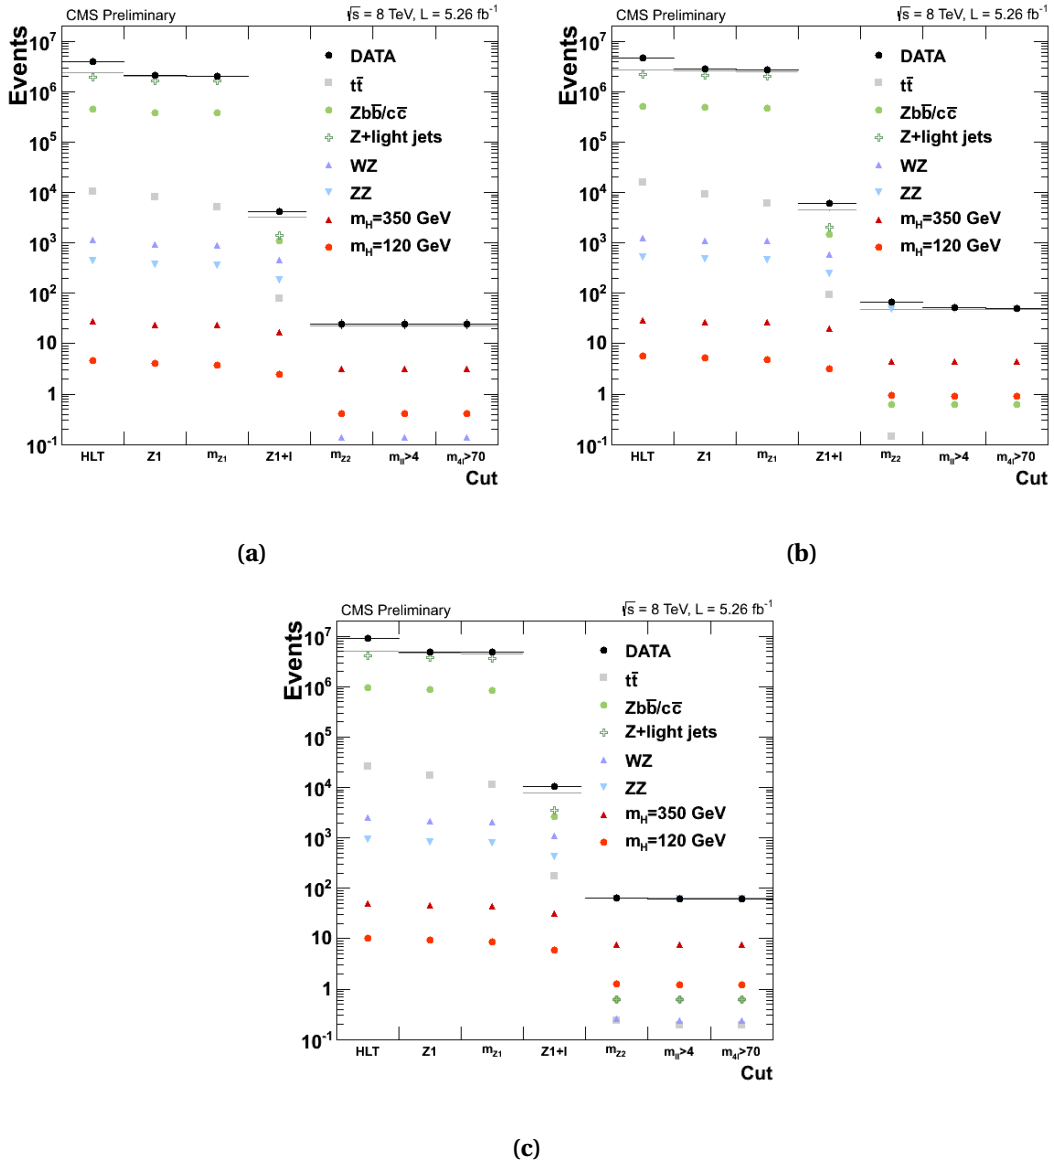 CMS Preliminary
√s = 8 TeV, L = 5.26 fb⁻¹
Events
10⁷
10⁶
10⁵
10⁴
10³
10²
10
1
10⁻¹
DATA
tt̅
Zbb̅/cc̅
Z+light jets
WZ
ZZ
m_H=350 GeV
m_H=120 GeV
HLT Z1 m_Z1 Z1+l m_Z2 m_ll>4 m_4l>70
Cut
(a)
CMS Preliminary
√s = 8 TeV, L = 5.26 fb⁻¹
Events
10⁷
10⁶
10⁵
10⁴
10³
10²
10
1
10⁻¹
DATA
tt̅
Zbb̅/cc̅
Z+light jets
WZ
ZZ
m_H=350 GeV
m_H=120 GeV
HLT Z1 m_Z1 Z1+l m_Z2 m_ll>4 m_4l>70
Cut
(b)
CMS Preliminary
√s = 8 TeV, L = 5.26 fb⁻¹
Events
10⁷
10⁶
10⁵
10⁴
10³
10²
10
1
10⁻¹
DATA
tt̅
Zbb̅/cc̅
Z+light jets
WZ
ZZ
m_H=350 GeV
m_H=120 GeV
HLT Z1 m_Z1 Z1+l m_Z2 m_ll>4 m_4l>70
Cut
(c)